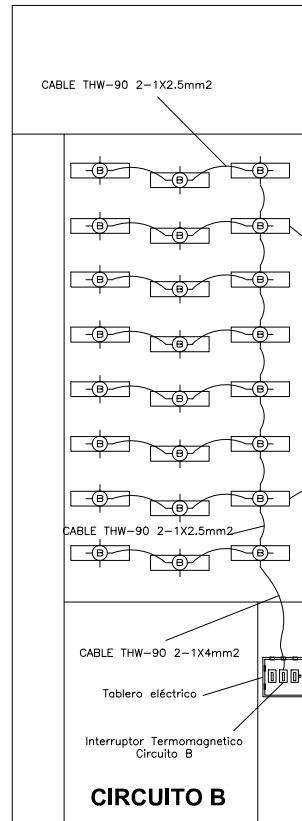 CABLE THW-90 2-1X2.5mm2
B B B
B B B
B B B
B B B
B B B
B B B
B B B
CABLE THW-90 2-1X2.5mm2
B B B
CABLE THW-90 2-1X4mm2
Tablero eléctrico
Interruptor Termomagnetico
Circuito B
CIRCUITO B